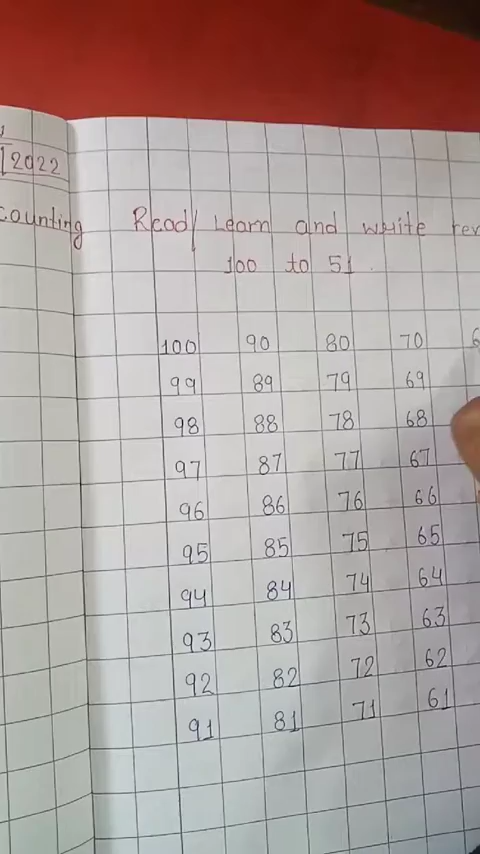 2022
counting Read/ Learn and write rev
100 to 51.
100 90 80 70 6
99 89 79 69
98 88 78 68
97 87 77 67
96 86 76 66
95 85 75 65
94 84 74 64
93 83 73 63
92 82 72 62
91 81 71 61